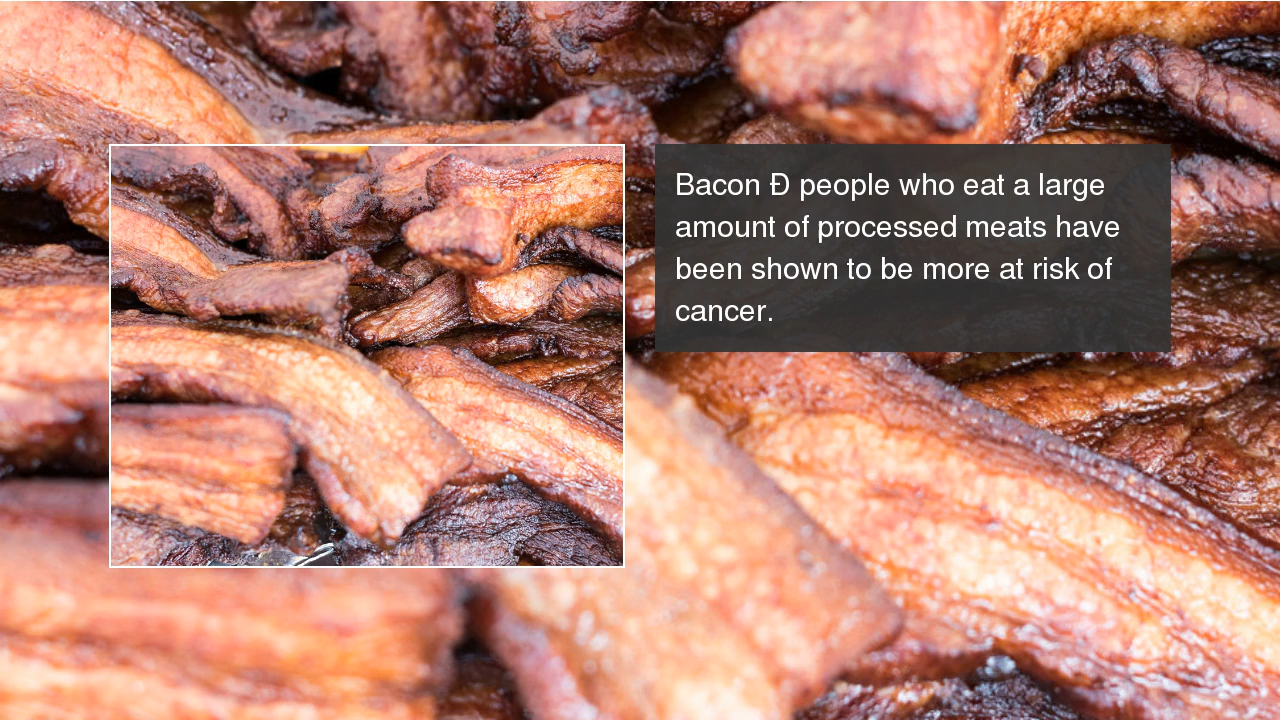 Bacon Đ people who eat a large
amount of processed meats have
been shown to be more at risk of
cancer.